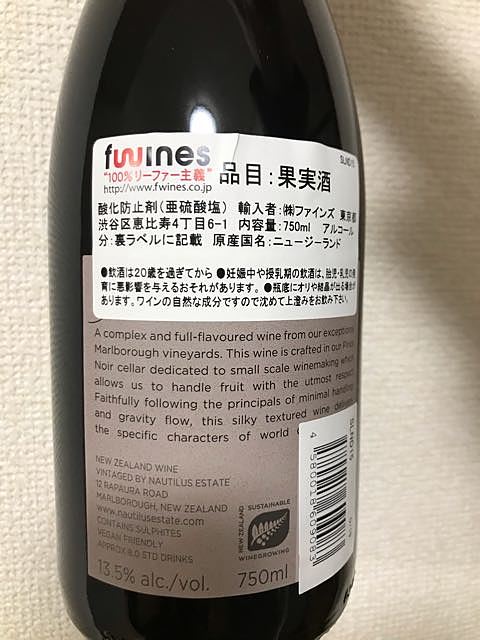 fwines
"100%リーファー主義"
http://www.fwines.co.jp
品目：果実酒
SLN015
酸化防止剤（亜硫酸塩） 輸入者：㈱ファインズ 東京都
渋谷区恵比寿4丁目6-1 内容量：750ml アルコール
分：裏ラベルに記載 原産国名：ニュージーランド
●飲酒は20歳を過ぎてから ●妊娠中や授乳期の飲酒は、胎児・乳児の発
育に悪影響を与えるおそれがあります。 ●瓶底にオリや結晶が出る場合が
あります。ワインの自然な成分ですので沈めて上澄みをお飲み下さい。
A complex and full-flavoured wine from our exceptional
Marlborough vineyards. This wine is crafted in our Pinot
Noir cellar dedicated to small scale winemaking which
allows us to handle fruit with the utmost respect.
Faithfully following the principals of minimal handling
and gravity flow, this silky textured wine delivers
the specific characters of world
NEW ZEALAND WINE
VINTAGED BY NAUTILUS ESTATE
12 RAPAURA ROAD
MARLBOROUGH, NEW ZEALAND
www.nautilusestate.com
CONTAINS SULPHITES
VEGAN FRIENDLY
APPROX 8.0 STD DRINKS
13.5% alc./vol. 750ml
SUSTAINABLE
NEW ZEALAND
WINEGROWING
SLN015
4580018609083